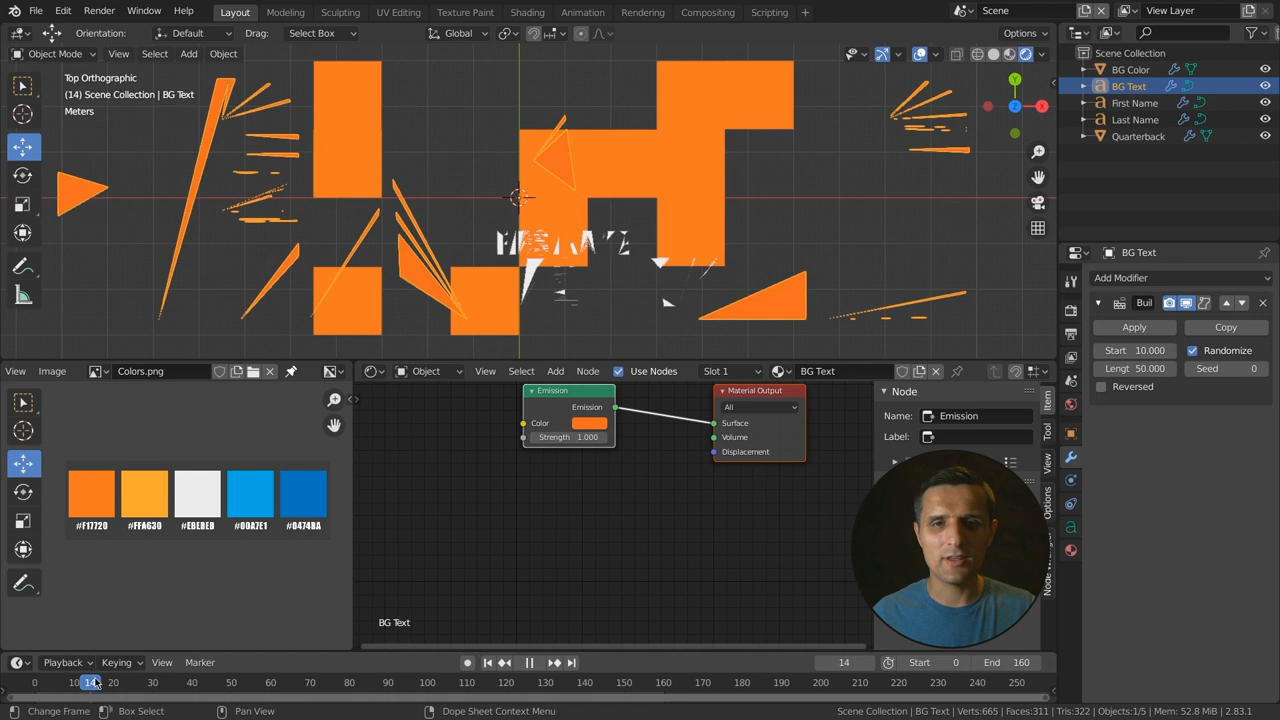 File Edit Render Window Help Layout Modeling Sculpting UV Editing Texture Paint Shading Animation Rendering Compositing Scripting + Scene View Layer
Orientation: Default Drag: Select Box Global Options
Object Mode View Select Add Object
Top Orthographic
(14) Scene Collection | BG Text
Meters
Y
X
Z
Scene Collection
BG Color
BG Text
First Name
Last Name
Quarterback
BG Text
Add Modifier
Buil
Apply Copy
Start 10.000 Randomize
Lengt 50.000 Seed 0
Reversed
View Image Colors.png
#F17720 #FFA630 #EBEBEB #00A7E1 #0474BA
Object View Select Add Node Use Nodes Slot 1 BG Text
Emission
Emission
Color
Strength 1.000
Material Output
All
Surface
Volume
Displacement
Node
Name: Emission
Label:
Item
Tool
View
Options
BG Text
Playback Keying View Marker 14 Start 0 End 160
0 10 14 20 30 40 50 60 70 80 90 100 110 120 130 140 150 160 170 180 190 200 210 220 230 240 250
Change Frame Box Select Pan View Dope Sheet Context Menu Scene Collection | BG Text | Verts:665 | Faces:311 | Tris:322 | Objects:1/5 | Mem: 52.8 MiB | 2.83.1